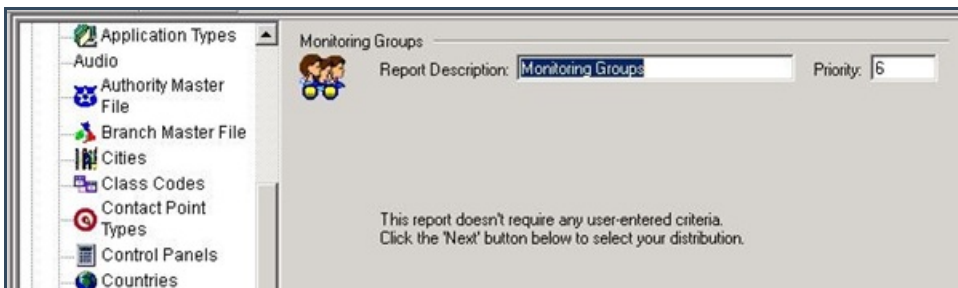 Application Types
Audio
Authority Master
File
Branch Master File
Cities
Class Codes
Contact Point
Types
Control Panels
Countries
Monitoring Groups
Report Description: Monitoring Groups Priority: 6
This report doesn't require any user-entered criteria.
Click the 'Next' button below to select your distribution.